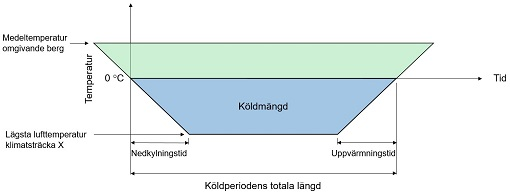 Medeltemperatur
omgivande berg
Temperatur
0 °C
Tid
Köldmängd
Lägsta lufttemperatur
klimatsträcka X
Nedkylningstid
Uppvärmningstid
Köldperiodens totala längd